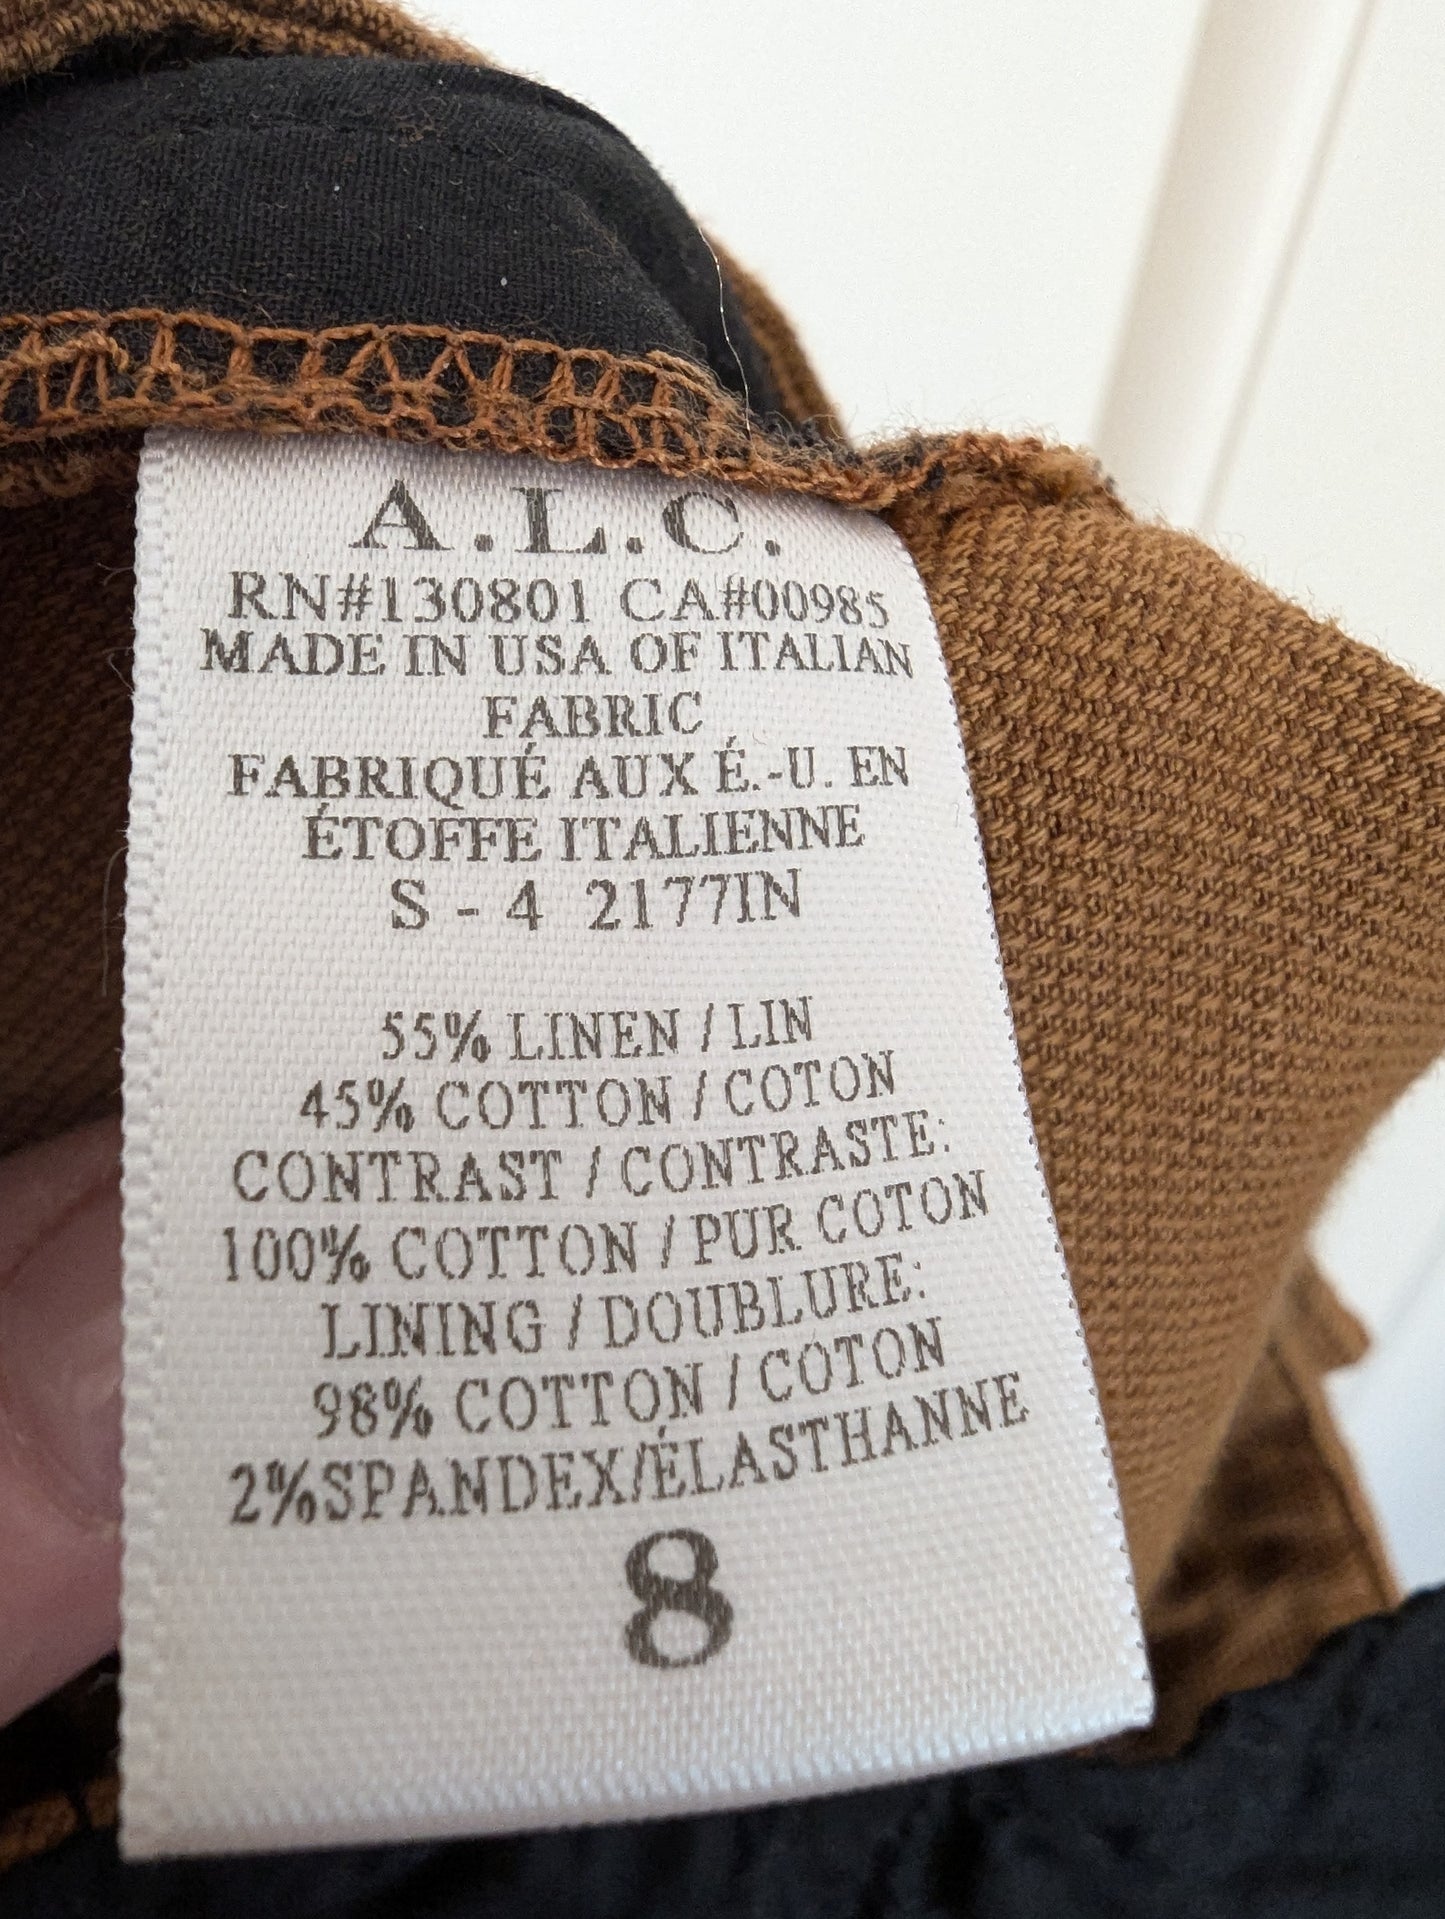 A.L.C.
RN#130801 CA#00985
MADE IN USA OF ITALIAN
FABRIC
FABRIQUÉ AUX É.-U. EN
ÉTOFFE ITALIENNE
S - 4 2177IN
55% LINEN / LIN
45% COTTON / COTON
CONTRAST / CONTRASTE:
100% COTTON / PUR COTON
LINING / DOUBLURE:
98% COTTON / COTON
2%SPANDEX/ÉLASTHANNE
8